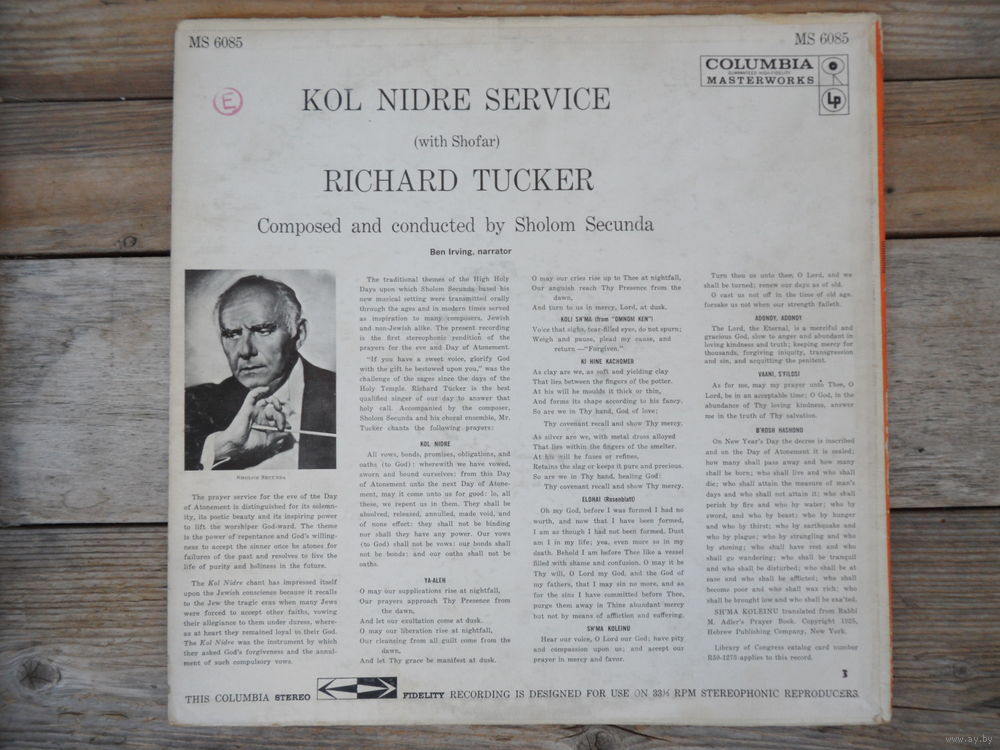 MS 6085
MS 6085
COLUMBIA
GUARANTEED HIGH-FIDELITY
MASTERWORKS
Lp
E
KOL NIDRE SERVICE
(with Shofar)
RICHARD TUCKER
Composed and conducted by Sholom Secunda
Ben Irving, narrator
SHOLOM SECUNDA
The prayer service for the eve of the Day
of Atonement is distinguished for its solemn-
ity, its poetic beauty and its inspiring power
to lift the worshiper God-ward. The theme
is the power of repentance and God's willing-
ness to accept the sinner once he atones for
failures of the past and resolves to live the
life of purity and holiness in the future.
The Kol Nidre chant has impressed itself
upon the Jewish conscience because it recalls
to the Jew the tragic eras when many Jews
were forced to accept other faiths, vowing
their allegiance to them under duress, where-
as at heart they remained loyal to their God.
The Kol Nidre was the instrument by which
they asked God's forgiveness and the annul-
ment of such compulsory vows.
The traditional themes of the High Holy
Days upon which Sholom Secunda based his
new musical setting were transmitted orally
through the ages and in modern times served
as inspiration to many composers, Jewish
and non-Jewish alike. The present recording
is the first stereophonic rendition of the
prayers for the eve and Day of Atonement.
"If you have a sweet voice, glorify God
with the gift he bestowed upon you," was the
challenge of the sages since the days of the
Holy Temple. Richard Tucker is the best
qualified singer of our day to answer that
holy call. Accompanied by the composer,
Sholom Secunda and his choral ensemble, Mr.
Tucker chants the following prayers:
KOL NIDRE
All vows, bonds, promises, obligations, and
oaths (to God): wherewith we have vowed,
sworn and bound ourselves: from this Day
of Atonement unto the next Day of Atone-
ment, may it come unto us for good: lo, all
these, we repent us in them. They shall be
absolved, released, annulled, made void, and
of none effect: they shall not be binding
nor shall they have any power. Our vows
(to God) shall not be vows: our bonds shall
not be bonds: and our oaths shall not be
oaths.
YA-ALEH
O may our supplications rise at nightfall,
Our prayers approach Thy Presence from
the dawn,
And let our exultation come at dusk.
O may our liberation rise at nightfall,
Our cleansing from all guilt come from the
dawn,
And let Thy grace be manifest at dusk.
O may our cries rise up to Thee at nightfall,
Our anguish reach Thy Presence from the
dawn,
And turn to us in mercy, Lord, at dusk.
KOLI SH'MA (from "OMNOM KEN")
Voice that sighs, tear-filled eyes, do not spurn;
Weigh and pause, plead my cause, and
return—"Forgiven."
KI HINE KACHOMER
As clay are we, as soft and yielding clay
That lies between the fingers of the potter.
At his will he moulds it thick or thin,
And forms its shape according to his fancy.
So are we in Thy hand, God of love;
Thy covenant recall and show Thy mercy.
As silver are we, with metal dross alloyed
That lies within the fingers of the smelter.
At his will he fuses or refines,
Retains the slag or keeps it pure and precious.
So are we in Thy hand, healing God:
Thy covenant recall and show Thy mercy.
ELOHAI (Rosenblatt)
Oh my God, before I was formed I had no
worth, and now that I have been formed,
I am as though I had not been formed. Dust
am I in my life; yea, even more so in my
death. Behold I am before Thee like a vessel
filled with shame and confusion. O may it be
Thy will, O Lord my God, and the God of
my fathers, that I may sin no more, and as
for the sins I have committed before Thee,
purge them away in Thine abundant mercy
but not by means of affliction and suffering.
SH'MA KOLEINU
Hear our voice, O Lord our God; have pity
and compassion upon us; and accept our
prayer in mercy and favor.
Turn thou us unto thee, O Lord, and we
shall be turned; renew our days as of old.
O cast us not off in the time of old age.
forsake us not when our strength faileth.
ADONOY, ADONOY
The Lord, the Eternal, is a merciful and
gracious God, slow to anger and abundant in
loving kindness and truth; keeping mercy for
thousands, forgiving iniquity, transgression
and sin, and acquitting the penitent.
VAANI, S'FILOSI
As for me, may my prayer unto Thee, O
Lord, be in an acceptable time; O God, in the
abundance of Thy loving kindness, answer
me in the truth of Thy salvation.
B'ROSH HASHONO
On New Year's Day the decree is inscribed
and on the Day of Atonement it is sealed;
how many shall pass away and how many
shall be born; who shall live and who shall
die; who shall attain the measure of man's
days and who shall not attain it; who shall
perish by fire and who by water; who by
sword, and who by beast; who by hunger
and who by thirst; who by earthquake and
who by plague; who by strangling and who
by stoning; who shall have rest and who
shall go wandering; who shall be tranquil
and who shall be disturbed; who shall be at
ease and who shall be afflicted; who shall
become poor and who shall wax rich; who
shall be brought low and who shall be exalted.
SH'MA KOLEINU translated from Rabbi
M. Adler's Prayer Book. Copyright 1925,
Hebrew Publishing Company, New York.
Library of Congress catalog card number
R59-1275 applies to this record.
3
THIS COLUMBIA STEREO FIDELITY RECORDING IS DESIGNED FOR USE ON 33⅓ RPM STEREOPHONIC REPRODUCERS.
www.ay.by